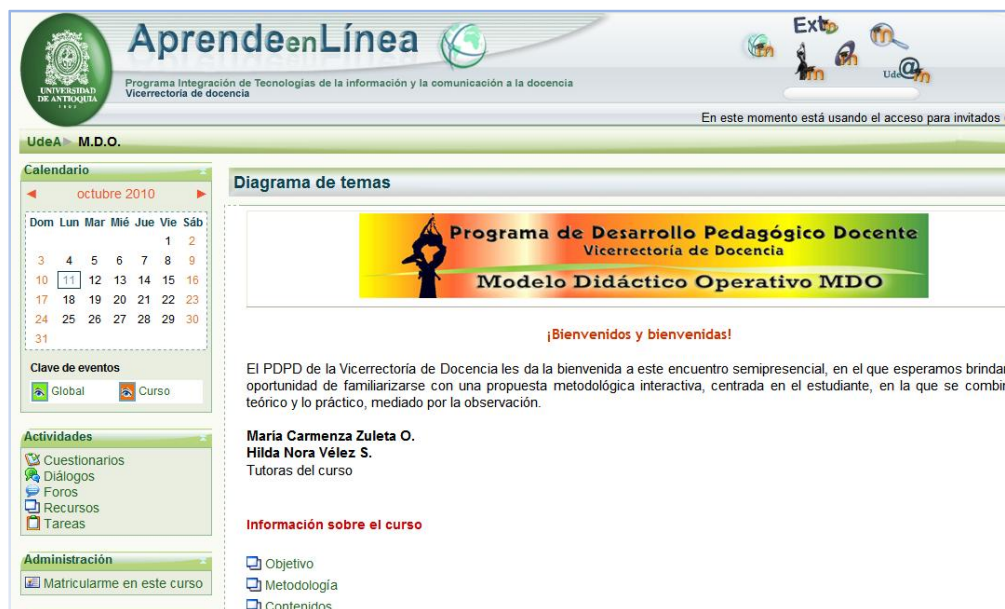 UNIVERSIDAD
DE ANTIOQUIA
1803
AprendeenLínea
Programa Integración de Tecnologias de la información y la comunicación a la docencia
Vicerrectoría de docencia
Ext
Ude@
En este momento está usando el acceso para invitados
UdeA M.D.O.
Calendario
octubre 2010
Dom Lun Mar Mié Jue Vie Sáb
1 2
3 4 5 6 7 8 9
10 11 12 13 14 15 16
17 18 19 20 21 22 23
24 25 26 27 28 29 30
31
Clave de eventos
Global Curso
Actividades
Cuestionarios
Diálogos
Foros
Recursos
Tareas
Administración
Matricularme en este curso
Diagrama de temas
Programa de Desarrollo Pedagógico Docente
Vicerrectoría de Docencia
Modelo Didáctico Operativo MDO
¡Bienvenidos y bienvenidas!
El PDPD de la Vicerrectoría de Docencia les da la bienvenida a este encuentro semipresencial, en el que esperamos brindar
oportunidad de familiarizarse con una propuesta metodológica interactiva, centrada en el estudiante, en la que se combin
teórico y lo práctico, mediado por la observación.
María Carmenza Zuleta O.
Hilda Nora Vélez S.
Tutoras del curso
Información sobre el curso
Objetivo
Metodología
Contenidos